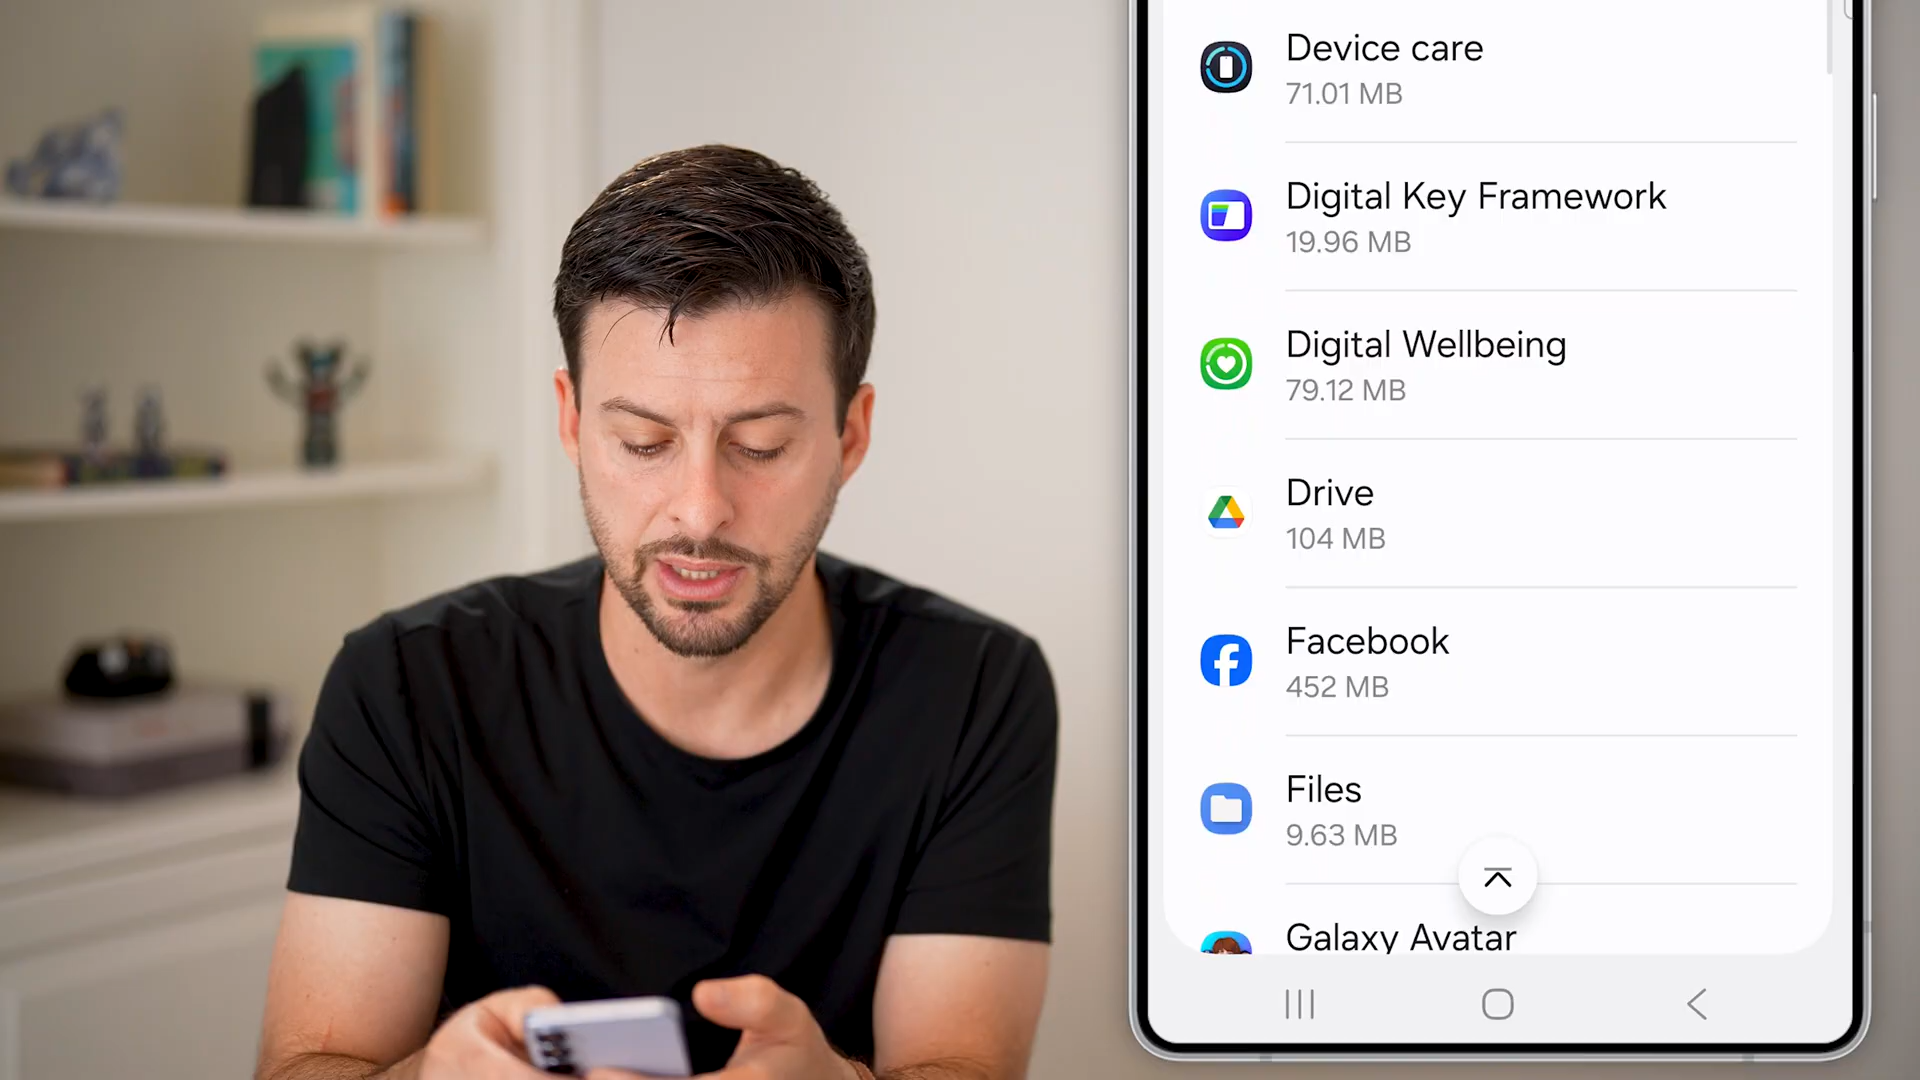 Device care
71.01 MB
Digital Key Framework
19.96 MB
Digital Wellbeing
79.12 MB
Drive
104 MB
Facebook
452 MB
Files
9.63 MB
Galaxy Avatar